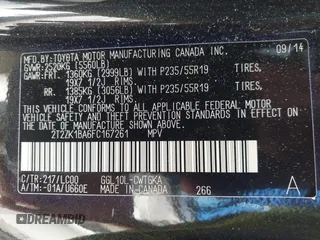 MFD. BY: TOYOTA MOTOR MANUFACTURING CANADA INC. 09/14
GVWR: 2520KG (5560LB)
GAWR: FRT. 1360KG (2999LB) WITH P235/55R19 TIRES,
19X7 1/2J RIMS,
RR. 1385KG (3056LB) WITH P235/55R19 TIRES,
19X7 1/2J RIMS,
THIS VEHICLE CONFORMS TO ALL APPLICABLE FEDERAL MOTOR
VEHICLE SAFETY AND THEFT PREVENTION STANDARDS IN
EFFECT ON THE DATE OF MANUFACTURE SHOWN ABOVE.
2T2ZK1BA6FC167261 MPV
C/TR: 217/LC00 GGL10L-CWTGKA
A/TM: -01A/U660E MADE IN CANADA 266 A
DREAMBID